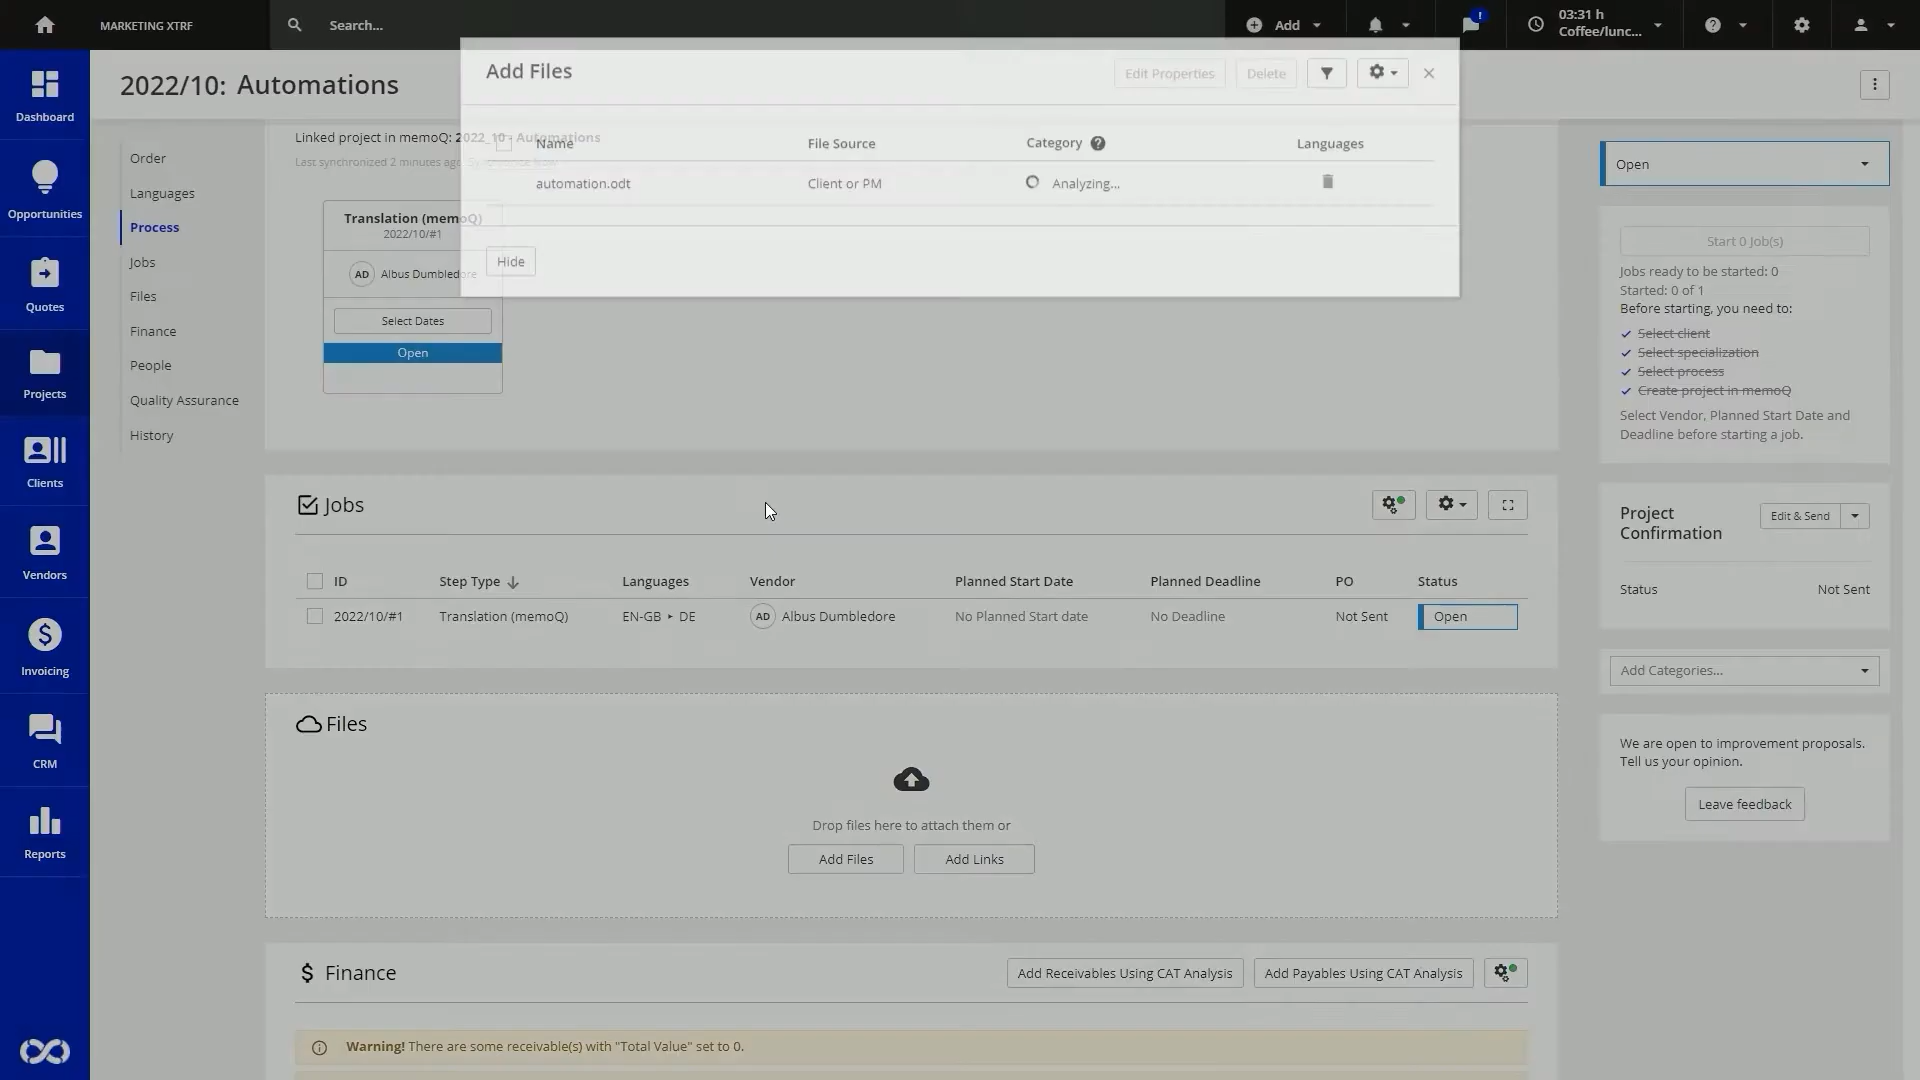 MARKETING XTRF
Search...
Add
!
03:31 h
Coffee/lunc...
Dashboard
Opportunities
Quotes
Projects
Clients
Vendors
Invoicing
CRM
Reports
2022/10: Automations
Order
Languages
Process
Jobs
Files
Finance
People
Quality Assurance
History
Linked project in memoQ: 2022_10 - Automations
Last synchronized 2 minutes ago. Synchronize Now
Translation (memoQ)
2022/10/#1
AD Albus Dumbledore
Select Dates
Open
Add Files
Edit Properties
Delete
Name File Source Category Languages
automation.odt Client or PM Analyzing...
Hide
Jobs
ID Step Type Languages Vendor Planned Start Date Planned Deadline PO Status
2022/10/#1 Translation (memoQ) EN-GB ▸ DE AD Albus Dumbledore No Planned Start date No Deadline Not Sent Open
Files
Drop files here to attach them or
Add Files Add Links
Finance
Add Receivables Using CAT Analysis
Add Payables Using CAT Analysis
Warning! There are some receivable(s) with "Total Value" set to 0.
Open
Start 0 Job(s)
Jobs ready to be started: 0
Started: 0 of 1
Before starting, you need to:
Select client
Select specialization
Select process
Create project in memoQ
Select Vendor, Planned Start Date and
Deadline before starting a job.
Project
Confirmation
Edit & Send
Status Not Sent
Add Categories...
We are open to improvement proposals.
Tell us your opinion.
Leave feedback